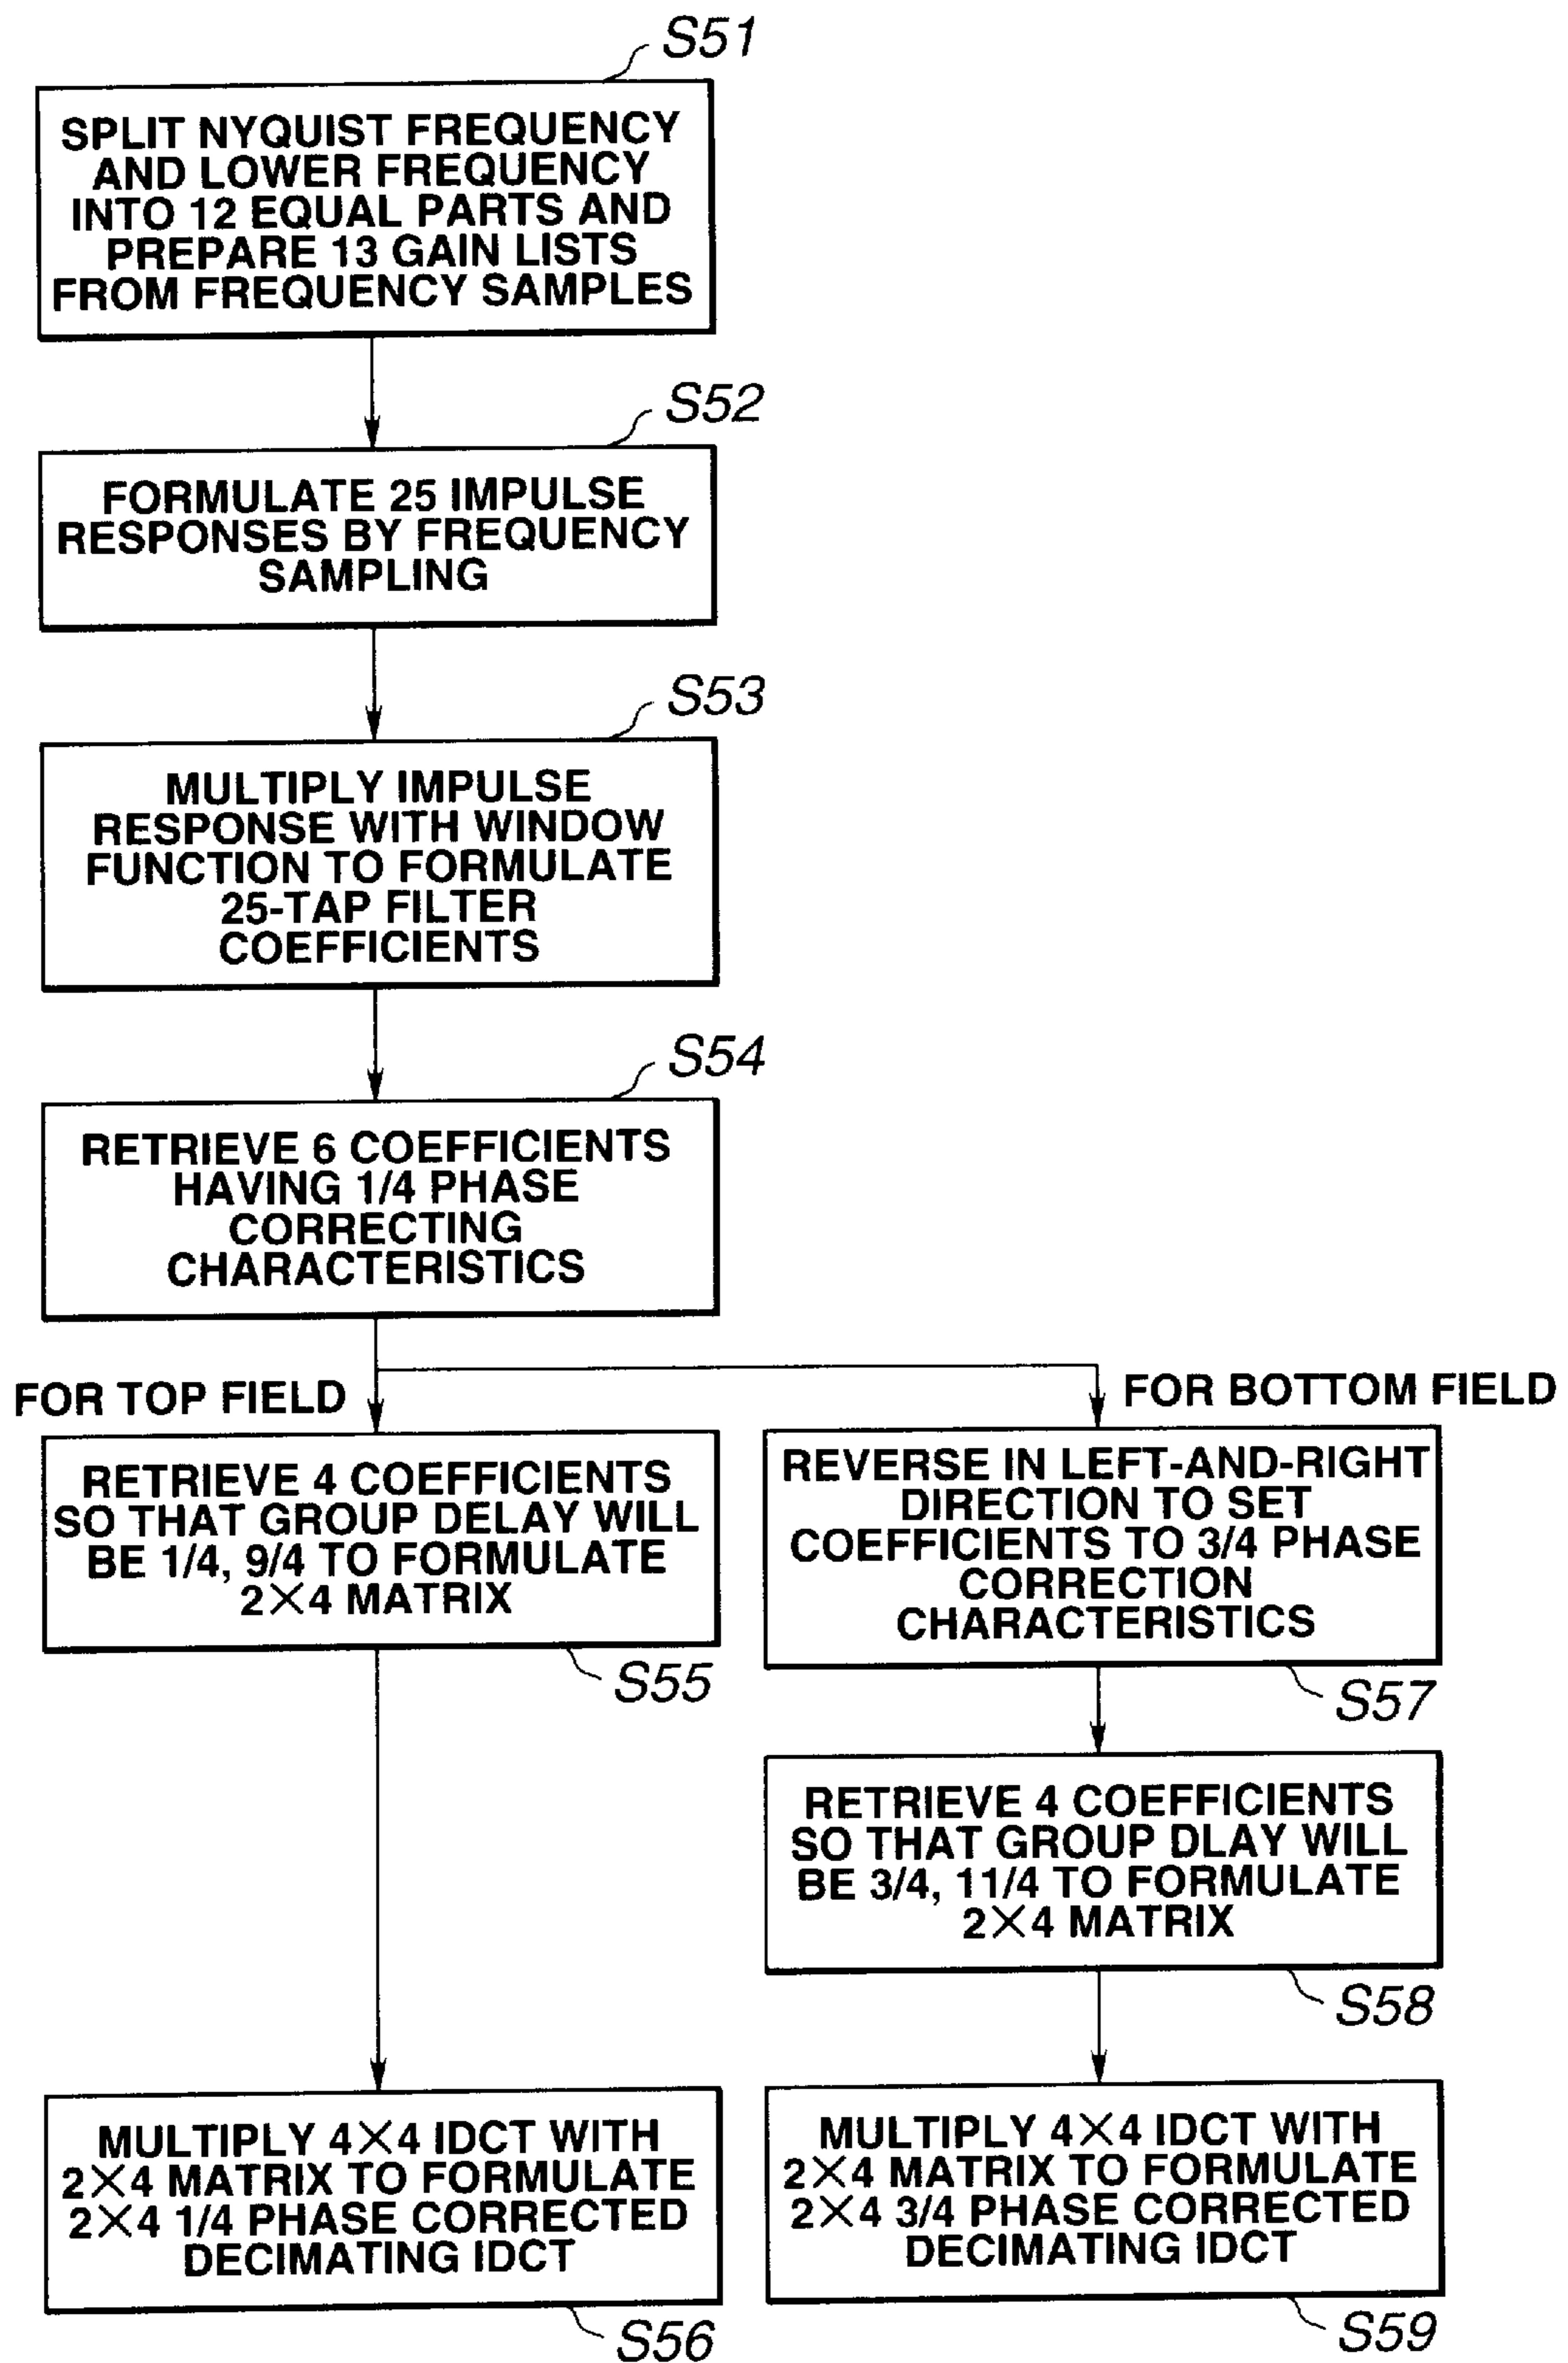 S51
SPLIT NYQUIST FREQUENCY
AND LOWER FREQUENCY
INTO 12 EQUAL PARTS AND
PREPARE 13 GAIN LISTS
FROM FREQUENCY SAMPLES
S52
FORMULATE 25 IMPULSE
RESPONSES BY FREQUENCY
SAMPLING
S53
MULTIPLY IMPULSE
RESPONSE WITH WINDOW
FUNCTION TO FORMULATE
25-TAP FILTER
COEFFICIENTS
S54
RETRIEVE 6 COEFFICIENTS
HAVING 1/4 PHASE
CORRECTING
CHARACTERISTICS
FOR TOP FIELD
RETRIEVE 4 COEFFICIENTS
SO THAT GROUP DELAY WILL
BE 1/4, 9/4 TO FORMULATE
2×4 MATRIX
S55
MULTIPLY 4×4 IDCT WITH
2×4 MATRIX TO FORMULATE
2×4 1/4 PHASE CORRECTED
DECIMATING IDCT
S56
FOR BOTTOM FIELD
REVERSE IN LEFT-AND-RIGHT
DIRECTION TO SET
COEFFICIENTS TO 3/4 PHASE
CORRECTION
CHARACTERISTICS
S57
RETRIEVE 4 COEFFICIENTS
SO THAT GROUP DLAY WILL
BE 3/4, 11/4 TO FORMULATE
2×4 MATRIX
S58
MULTIPLY 4×4 IDCT WITH
2×4 MATRIX TO FORMULATE
2×4 3/4 PHASE CORRECTED
DECIMATING IDCT
S59